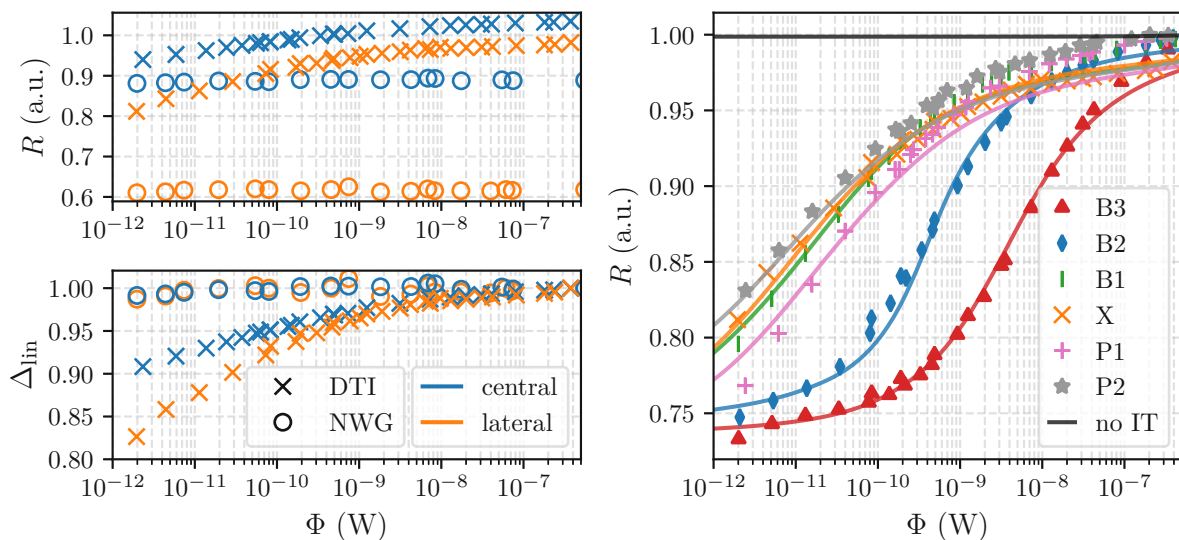 R (a.u.)
1.0
0.9
0.8
0.7
0.6
10⁻¹² 10⁻¹¹ 10⁻¹⁰ 10⁻⁹ 10⁻⁸ 10⁻⁷
Δlin
1.00
0.95
0.90
0.85
0.80
DTI
NWG
central
lateral
10⁻¹² 10⁻¹¹ 10⁻¹⁰ 10⁻⁹ 10⁻⁸ 10⁻⁷
Φ (W)
R (a.u.)
1.00
0.95
0.90
0.85
0.80
0.75
B3
B2
B1
X
P1
P2
no IT
10⁻¹² 10⁻¹¹ 10⁻¹⁰ 10⁻⁹ 10⁻⁸ 10⁻⁷
Φ (W)